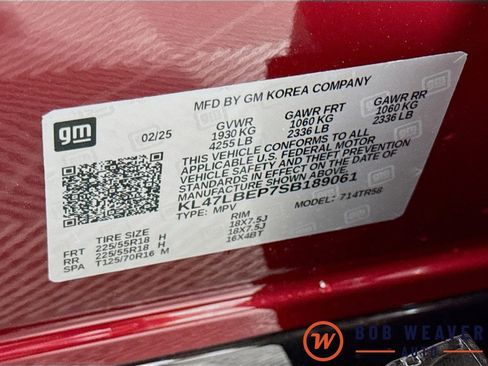 MFD BY GM KOREA COMPANY
gm
02/25
GVWR GAWR FRT GAWR RR
1930 KG 1060 KG 1060 KG
4255 LB 2336 LB 2336 LB
THIS VEHICLE CONFORMS TO ALL
APPLICABLE U.S. FEDERAL MOTOR
VEHICLE SAFETY AND THEFT PREVENTION
STANDARDS IN EFFECT ON THE DATE OF
MANUFACTURE SHOWN ABOVE.
KL47LBEP7SB189061
TYPE: MPV MODEL: 714TR58
TIRE SIZE RIM
FRT 225/55R18 H 18X7.5J
RR 225/55R18 H 18X7.5J
SPA T125/70R16 M 16X4BT
W BOB WEAVER
AUTO